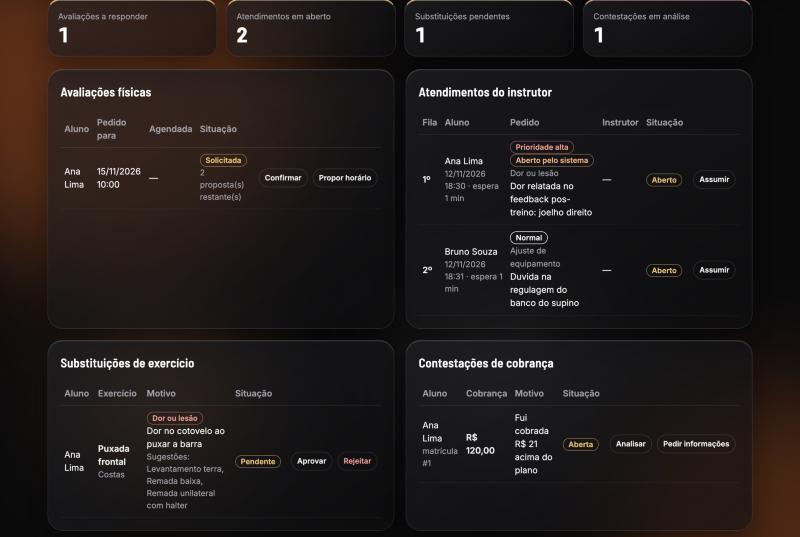 Avaliações a responder
1
Atendimentos em aberto
2
Substituições pendentes
1
Contestações em análise
1
Avaliações físicas
Aluno Pedido para Agendada Situação
Ana Lima
15/11/2026 10:00
—
Solicitada
2 proposta(s) restante(s)
Confirmar
Propor horário
Atendimentos do instrutor
Fila Aluno Pedido Instrutor Situação
1º
Ana Lima
12/11/2026
18:30 · espera
1 min
Prioridade alta
Aberto pelo sistema
Dor ou lesão
Dor relatada no
feedback pos-
treino: joelho direito
—
Aberto
Assumir
2º
Bruno Souza
12/11/2026
18:31 · espera 1
min
Normal
Ajuste de
equipamento
Duvida na
regulagem do
banco do supino
—
Aberto
Assumir
Substituições de exercício
Aluno Exercício Motivo Situação
Ana
Lima
Puxada
frontal
Costas
Dor ou lesão
Dor no cotovelo ao
puxar a barra
Sugestões:
Levantamento terra,
Remada baixa,
Remada unilateral
com halter
Pendente
Aprovar
Rejeitar
Contestações de cobrança
Aluno Cobrança Motivo Situação
Ana
Lima
matrícula
#1
R$
120,00
Fui
cobrada
R$ 21
acima do
plano
Aberta
Analisar
Pedir informações